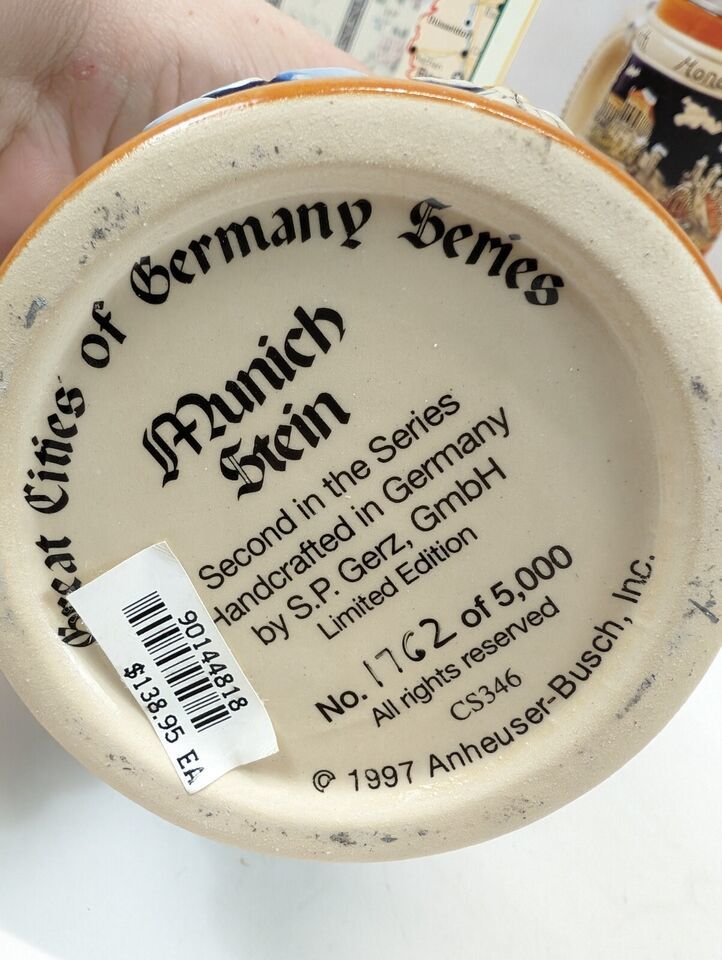 Great Cities of Germany Series
Munich
Stein
Second in the Series
Handcrafted in Germany
by S.P. Gerz, GmbH
Limited Edition
No. 1762 of 5,000
All rights reserved
CS346
© 1997 Anheuser-Busch, Inc.
90144818
$138.95 EA